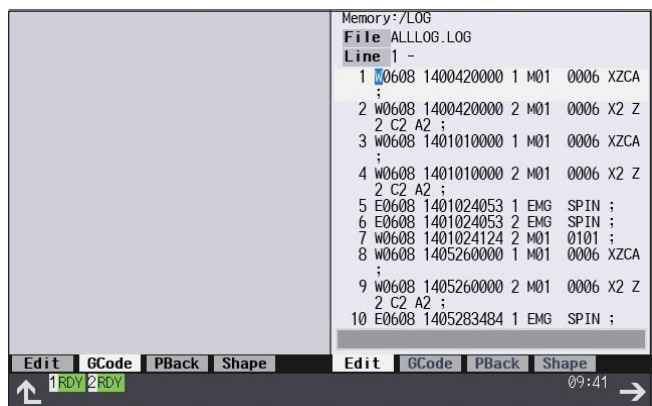 Memory:/LOG
File ALLLOG.LOG
Line 1 -
1 W0608 1400420000 1 M01 0006 XZCA
;
2 W0608 1400420000 2 M01 0006 X2 Z
2 C2 A2 ;
3 W0608 1401010000 1 M01 0006 XZCA
;
4 W0608 1401010000 2 M01 0006 X2 Z
2 C2 A2 ;
5 E0608 1401024053 1 EMG SPIN ;
6 E0608 1401024053 2 EMG SPIN ;
7 W0608 1401024124 2 M01 0101 ;
8 W0608 1405260000 1 M01 0006 XZCA
;
9 W0608 1405260000 2 M01 0006 X2 Z
2 C2 A2 ;
10 E0608 1405283484 1 EMG SPIN ;
Edit GCode PBack Shape Edit GCode PBack Shape
1 RDY 2 RDY 09:41